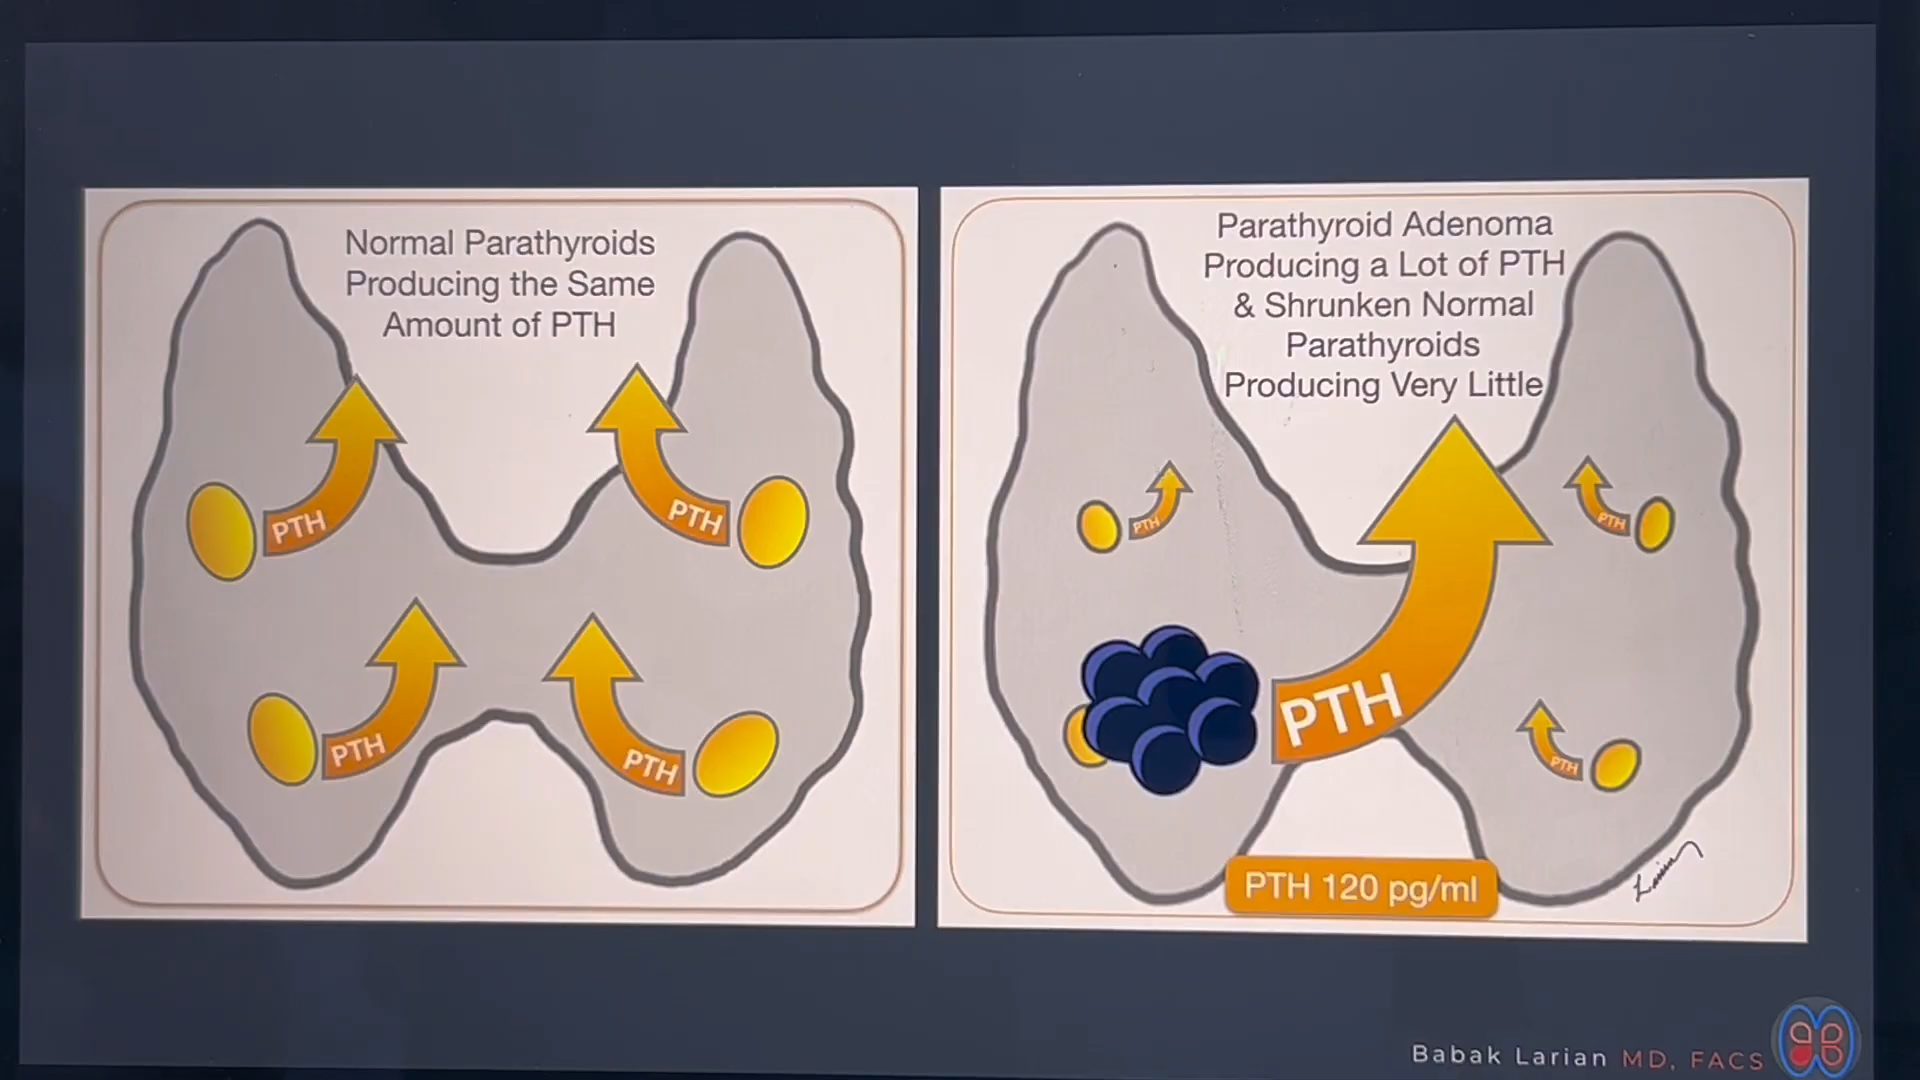 Normal Parathyroids
Producing the Same
Amount of PTH
PTH
PTH
PTH
PTH
Parathyroid Adenoma
Producing a Lot of PTH
& Shrunken Normal
Parathyroids
Producing Very Little
PTH
PTH
PTH
PTH
PTH 120 pg/ml
Larian
Babak Larian MD, FACS